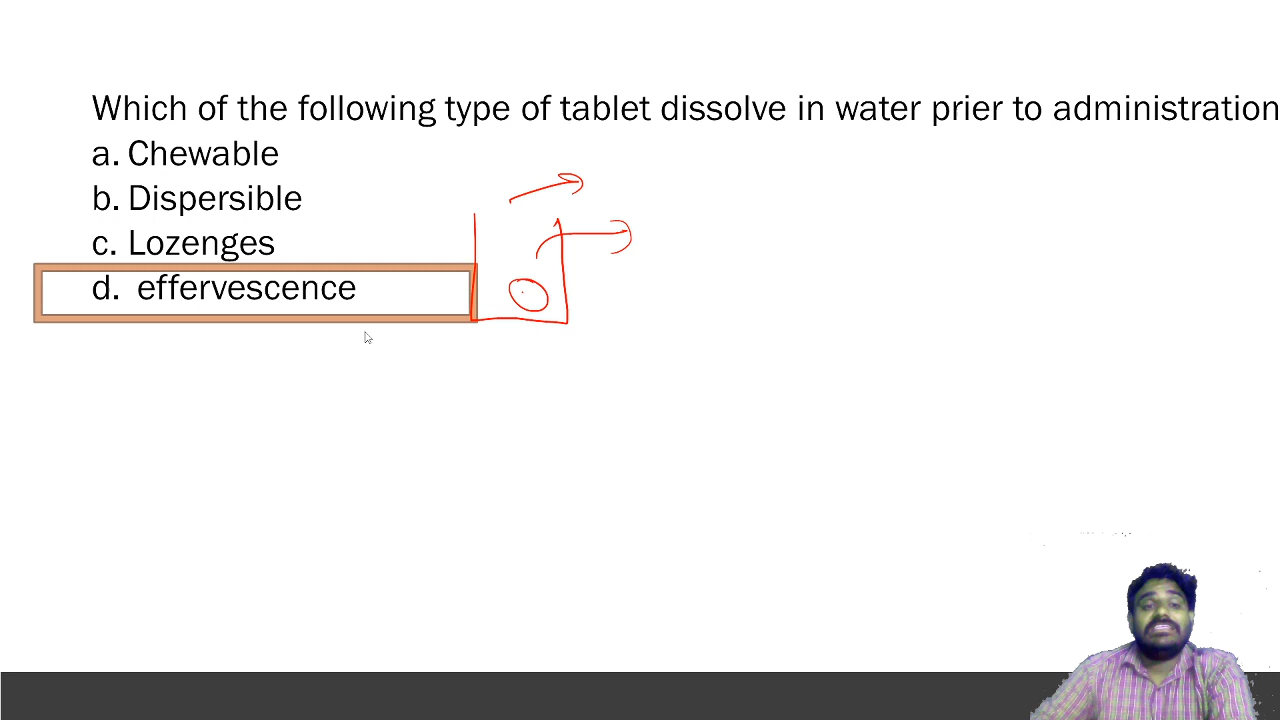 Which of the following type of tablet dissolve in water prier to administration
a. Chewable
b. Dispersible
c. Lozenges
d. effervescence